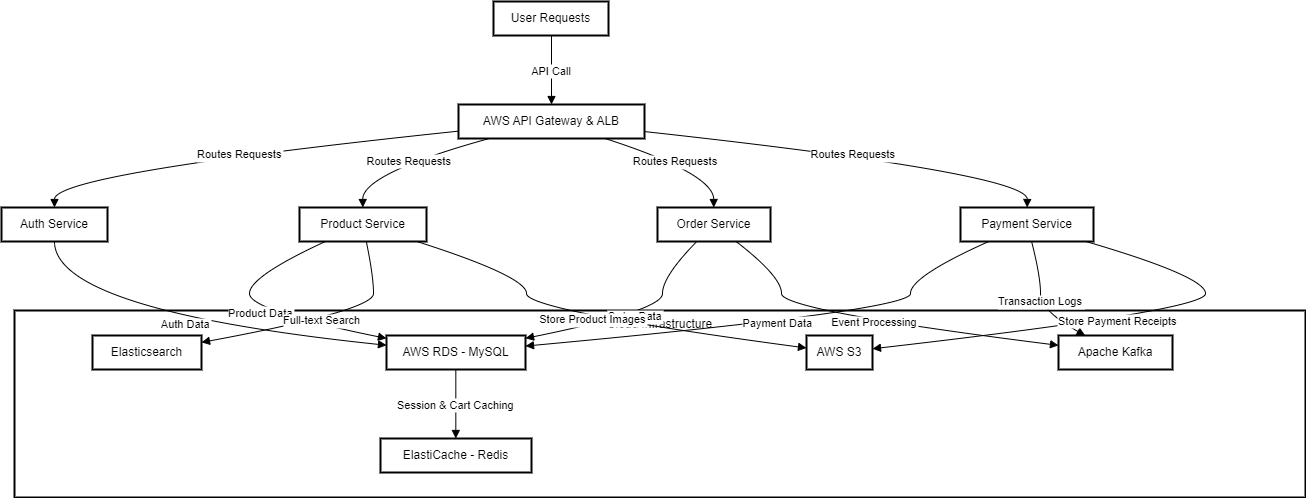 User Requests
API Call
AWS API Gateway & ALB
Routes Requests
Routes Requests
Routes Requests
Routes Requests
Auth Service
Product Service
Order Service
Payment Service
Transaction Logs
Product Data
Auth Data
Full-text Search
Store Product Images
Data
Payment Data
Event Processing
Store Payment Receipts
Elasticsearch
AWS RDS - MySQL
AWS S3
Apache Kafka
Session & Cart Caching
ElastiCache - Redis